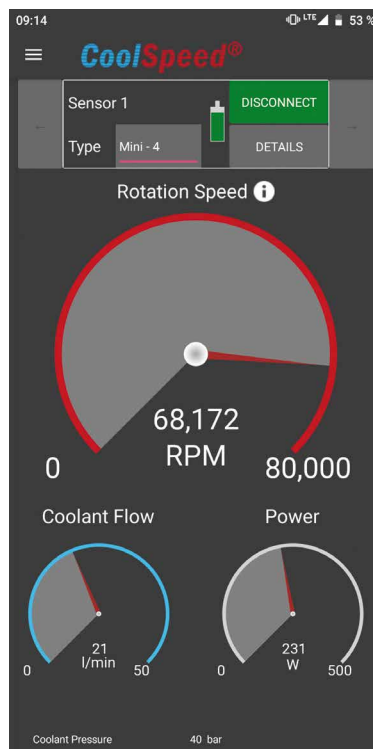 09:14 LTE 53 %
CoolSpeed®
Sensor 1 DISCONNECT
Type Mini - 4 DETAILS
Rotation Speed i
68,172
RPM
0 80,000
Coolant Flow Power
21 231
l/min W
0 50 0 500
Coolant Pressure 40 bar